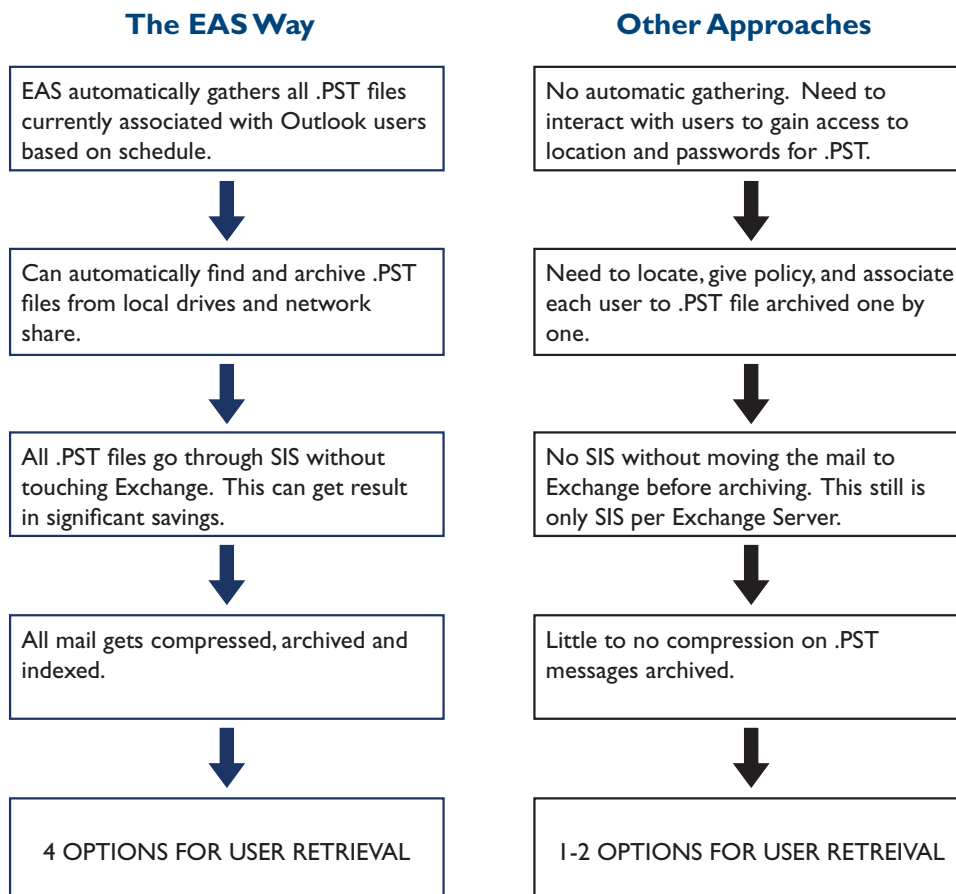 The EAS Way
EAS automatically gathers all .PST files
currently associated with Outlook users
based on schedule.
Can automatically find and archive .PST
files from local drives and network
share.
All .PST files go through SIS without
touching Exchange.  This can get result
in significant savings.
All mail gets compressed, archived and
indexed.
4 OPTIONS FOR USER RETRIEVAL
Other Approaches
No automatic gathering.  Need to
interact with users to gain access to
location and passwords for .PST.
Need to locate, give policy, and associate
each user to .PST file archived one by
one.
No SIS without moving the mail to
Exchange before archiving.  This still is
only SIS per Exchange Server.
Little to no compression on .PST
messages archived.
1-2 OPTIONS FOR USER RETREIVAL